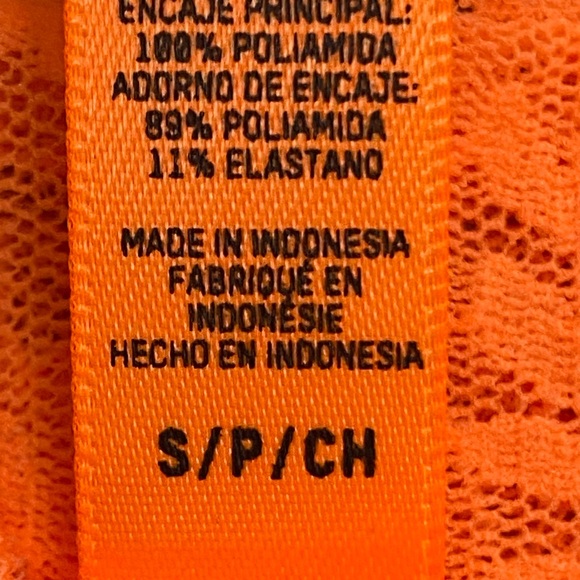 ENCAJE PRINCIPAL:
100% POLIAMIDA
ADORNO DE ENCAJE:
89% POLIAMIDA
11% ELASTANO
MADE IN INDONESIA
FABRIQUÉ EN
INDONÉSIE
HECHO EN INDONESIA
S/P/CH